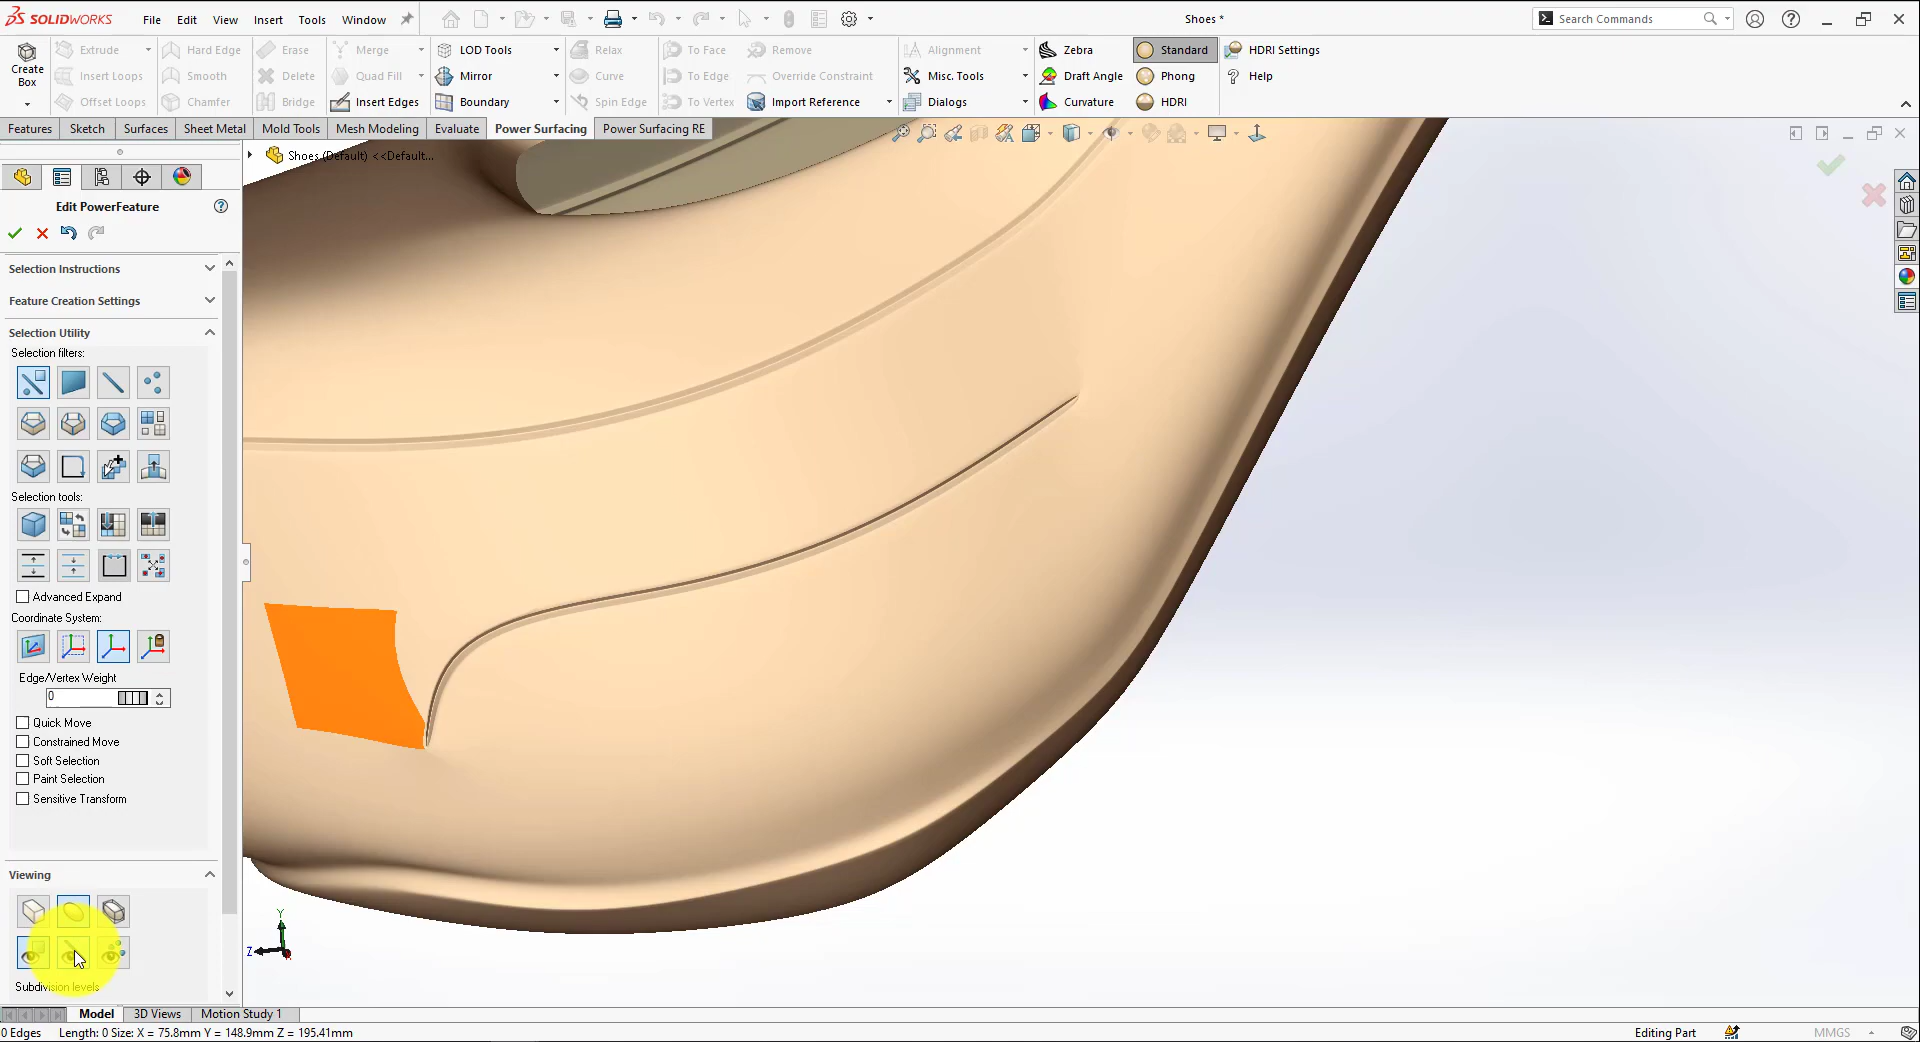 SOLIDWORKS File Edit View Insert Tools Window Shoes * Search Commands
Extrude Hard Edge Erase Merge LOD Tools Relax To Face Remove Alignment Zebra Standard HDRI Settings
Create Box Insert Loops Smooth Delete Quad Fill Mirror Curve To Edge Override Constraint Misc. Tools Draft Angle Phong Help
Offset Loops Chamfer Bridge Insert Edges Boundary Spin Edge To Vertex Import Reference Dialogs Curvature HDRI
Features Sketch Surfaces Sheet Metal Mold Tools Mesh Modeling Evaluate Power Surfacing Power Surfacing RE
Shoes (Default) <<Default...
Edit PowerFeature
Selection Instructions
Feature Creation Settings
Selection Utility
Selection filters:
Selection tools:
Advanced Expand
Coordinate System:
Edge/Vertex Weight
0
Quick Move
Constrained Move
Soft Selection
Paint Selection
Sensitive Transform
Viewing
Y
Z
Subdivision levels
Model 3D Views Motion Study 1
0 Edges Length: 0 Size: X = 75.8mm Y = 148.9mm Z = 195.41mm Editing Part MMGS